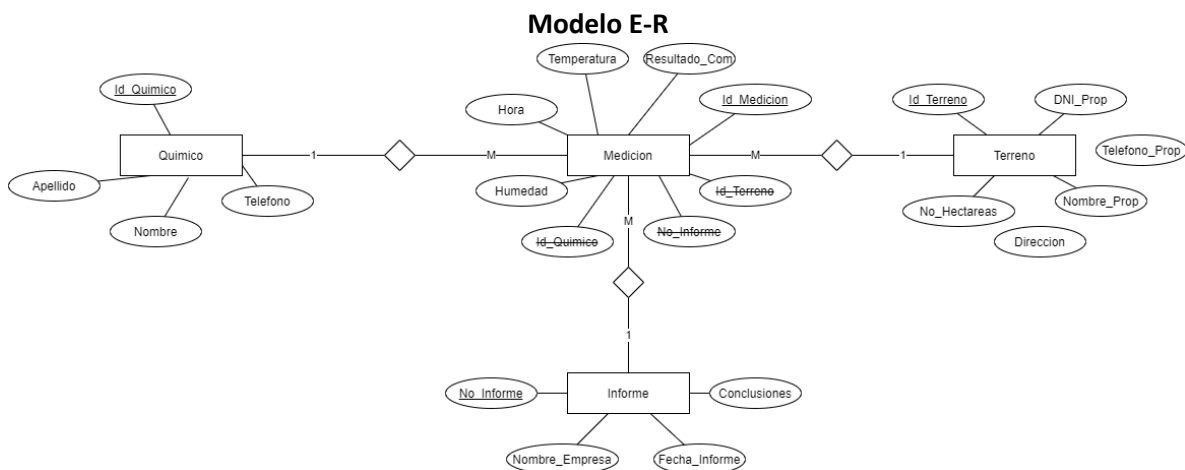 Modelo E-R
Temperatura
Resultado_Com
Id_Quimico
Id_Medicion
Id_Terreno
DNI_Prop
Hora
Quimico
1
M
Medicion
M
1
Terreno
Telefono_Prop
Apellido
Telefono
Humedad
Id_Terreno
Nombre_Prop
No_Hectareas
Nombre
M
Id_Quimico
No_Informe
Direccion
1
No_Informe
Informe
Conclusiones
Nombre_Empresa
Fecha_Informe